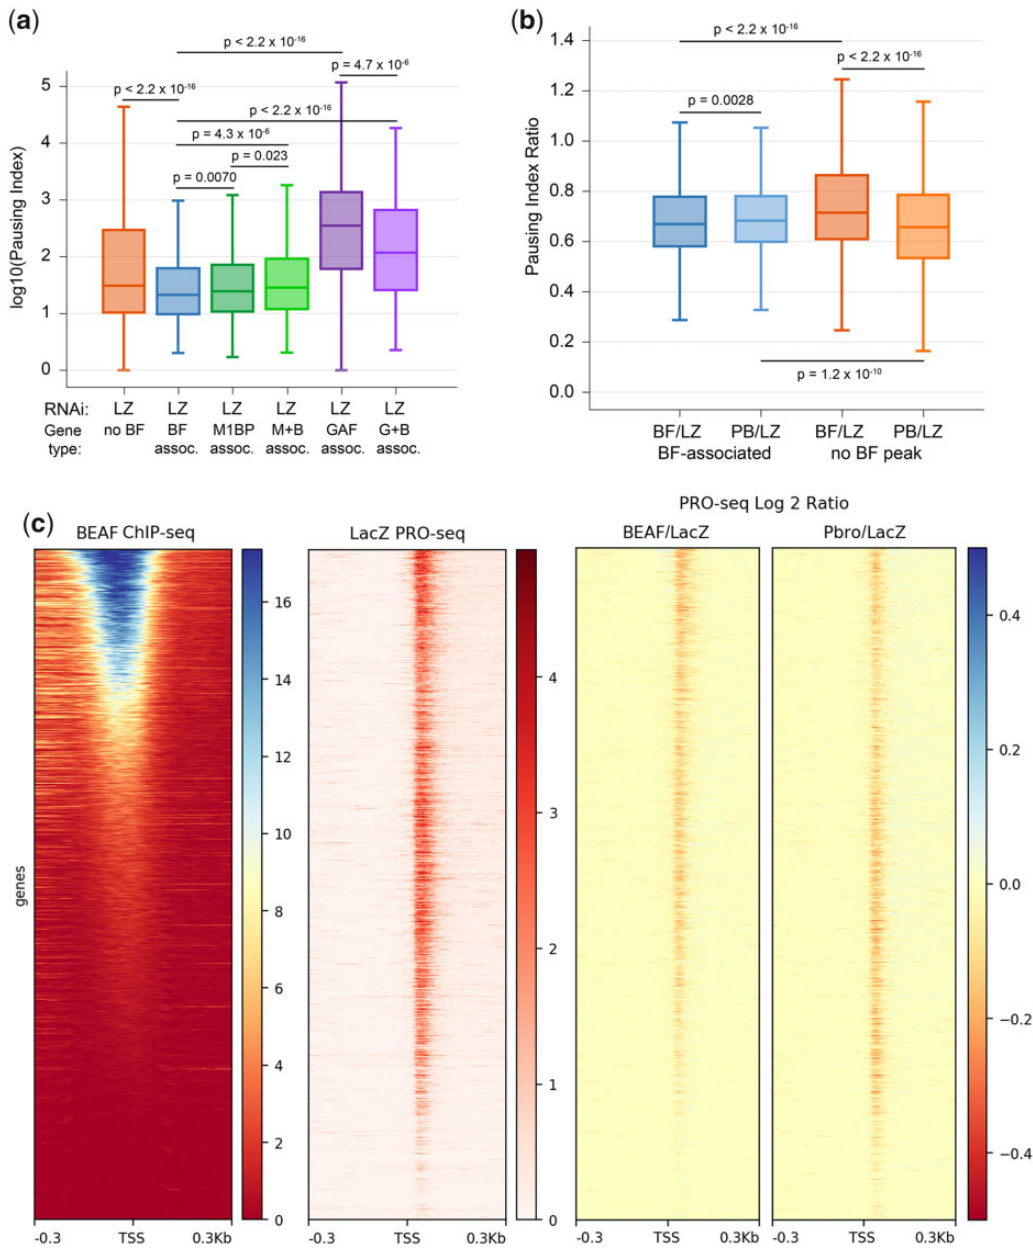 (a)
p < 2.2 x 10-16
p = 4.7 x 10-6
p < 2.2 x 10-16
p < 2.2 x 10-16
p = 4.3 x 10-6
p = 0.023
p = 0.0070
log10(Pausing Index)
5
4
3
2
1
0
RNAi: LZ LZ LZ LZ LZ LZ
Gene type: no BF BF assoc. M1BP assoc. M+B assoc. GAF assoc. G+B assoc.
(b)
p < 2.2 x 10-16
p < 2.2 x 10-16
p = 0.0028
p = 1.2 x 10-10
Pausing Index Ratio
1.4
1.2
1.0
0.8
0.6
0.4
0.2
0.0
BF/LZ PB/LZ BF/LZ PB/LZ
BF-associated no BF peak
(c)
PRO-seq Log 2 Ratio
BEAF ChIP-seq LacZ PRO-seq BEAF/LacZ Pbro/LacZ
genes
16
14
12
10
8
6
4
2
0
4
3
2
1
0
0.4
0.2
0.0
−0.2
−0.4
-0.3 TSS 0.3Kb -0.3 TSS 0.3Kb -0.3 TSS 0.3Kb -0.3 TSS 0.3Kb